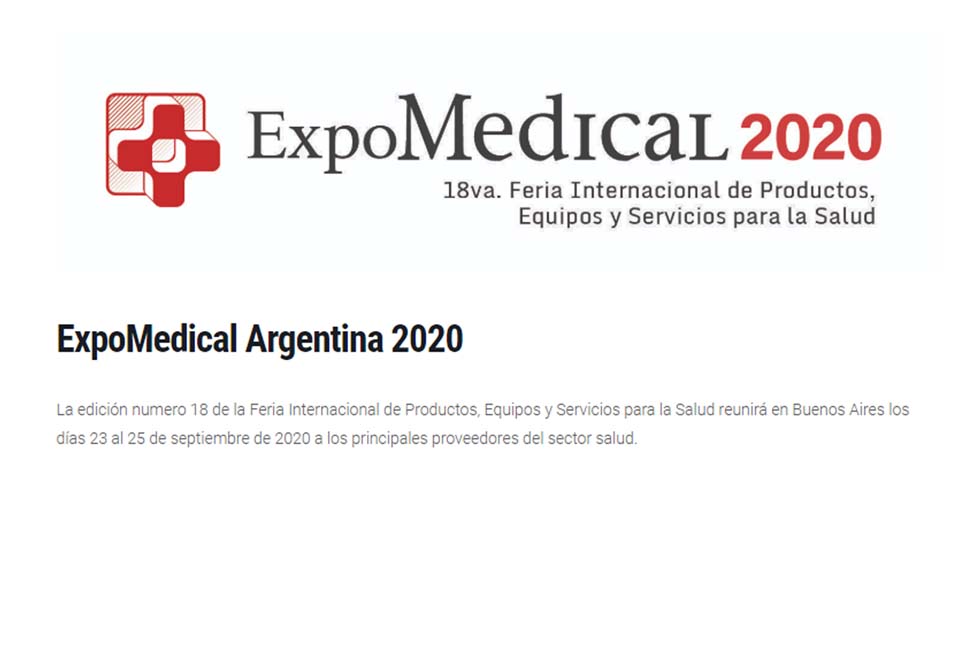 ExpoMedical 2020
18va. Feria Internacional de Productos,
Equipos y Servicios para la Salud
ExpoMedical Argentina 2020
La edición numero 18 de la Feria Internacional de Productos, Equipos y Servicios para la Salud reunirá en Buenos Aires los
días 23 al 25 de septiembre de 2020 a los principales proveedores del sector salud.